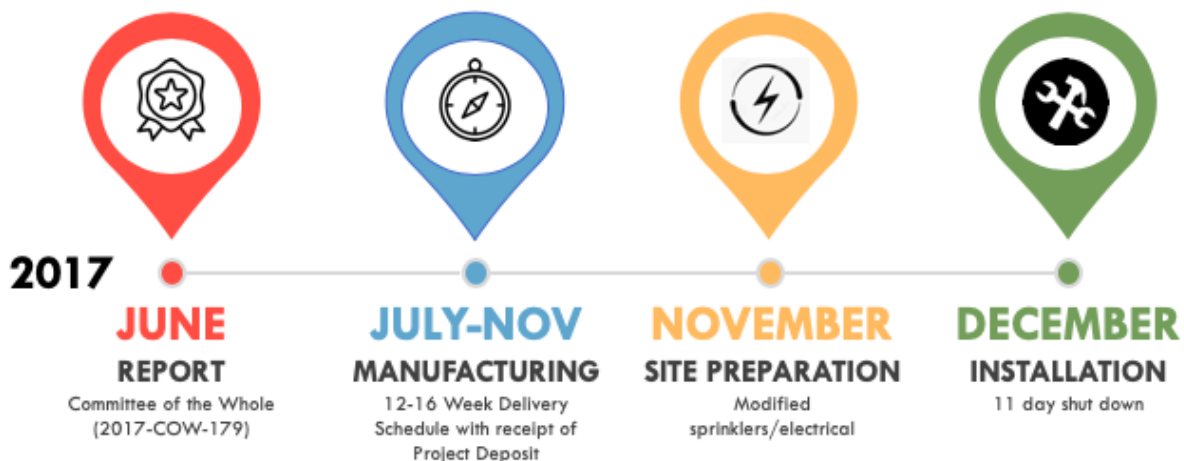 2017
JUNE
REPORT
Committee of the Whole
(2017-COW-179)
JULY-NOV
MANUFACTURING
12-16 Week Delivery
Schedule with receipt of
Project Deposit
NOVEMBER
SITE PREPARATION
Modified
sprinklers/electrical
DECEMBER
INSTALLATION
11 day shut down